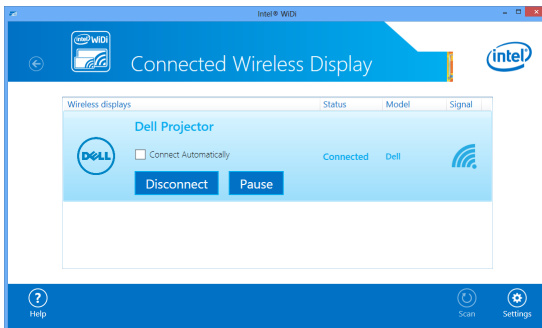 Intel® WiDi
intel WiDi
Connected Wireless Display
intel
Wireless displays Status Model Signal
Dell Projector
DELL
Connect Automatically
Connected Dell
Disconnect Pause
? Help
Scan Settings